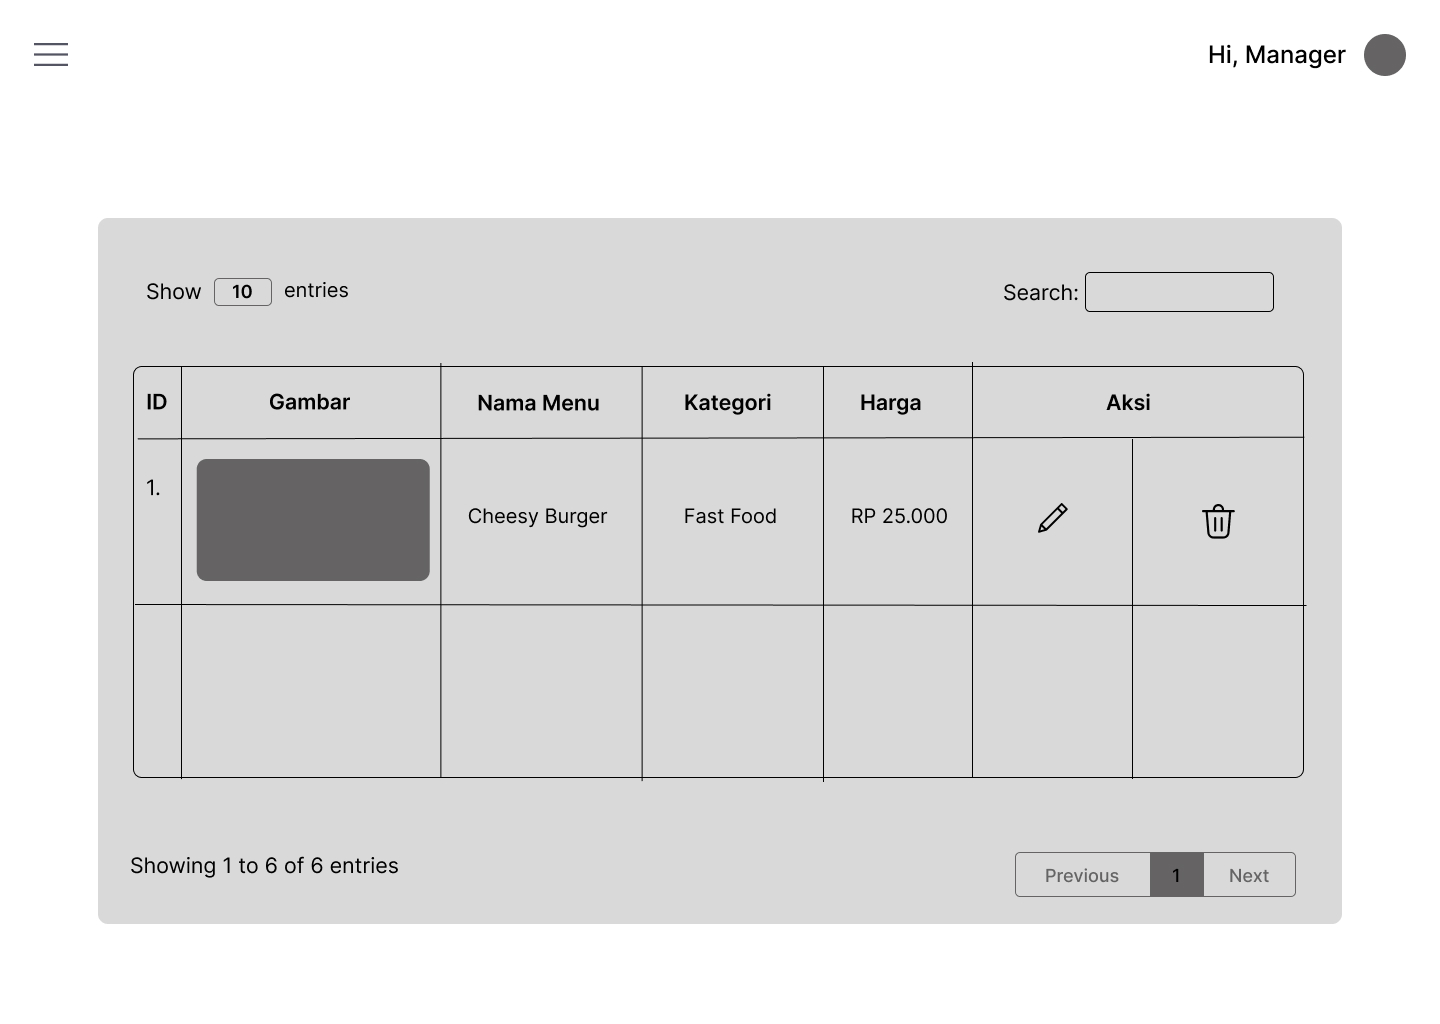 Hi, Manager
Show 10 entries
Search:
ID Gambar Nama Menu Kategori Harga Aksi
1. Cheesy Burger Fast Food RP 25.000
Showing 1 to 6 of 6 entries
Previous 1 Next